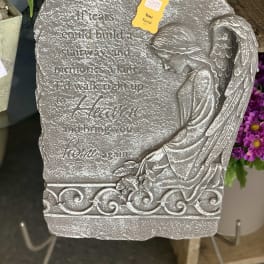 If tears
could build a
stairway and
memories a lane
I'd walk right up
to Heaven
and bring you
home again